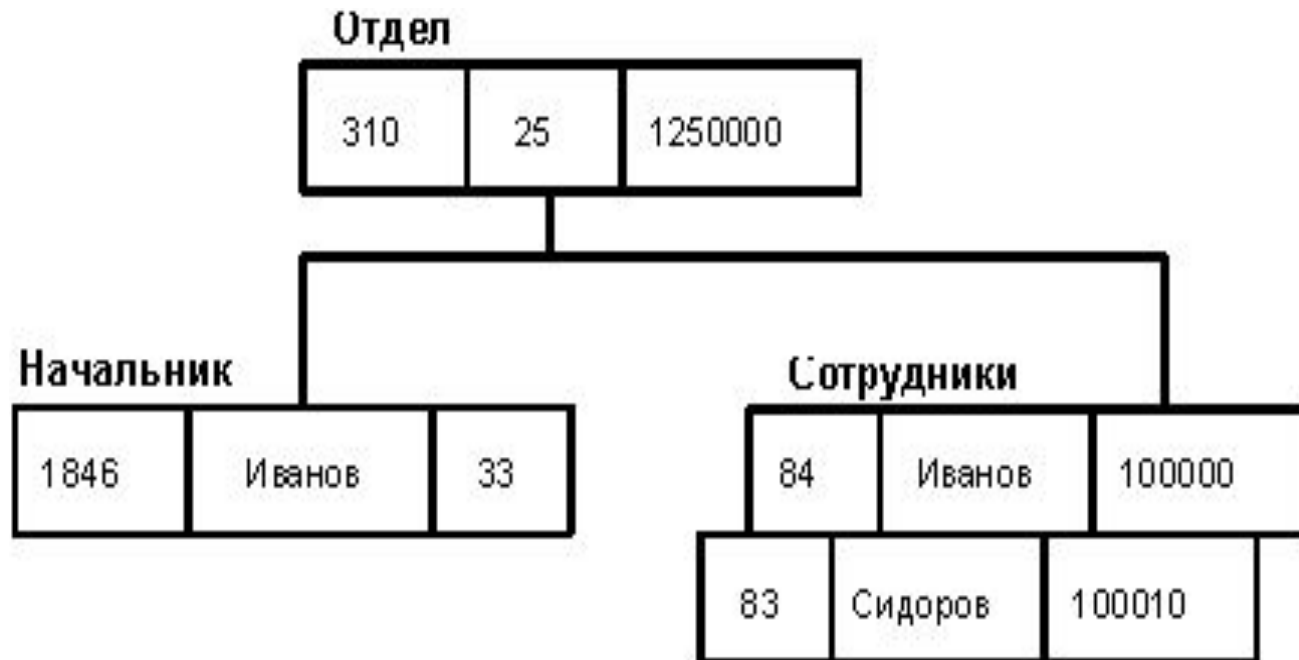 Отдел
310 25 1250000
Начальник
1846 Иванов 33
Сотрудники
84 Иванов 100000
83 Сидоров 100010